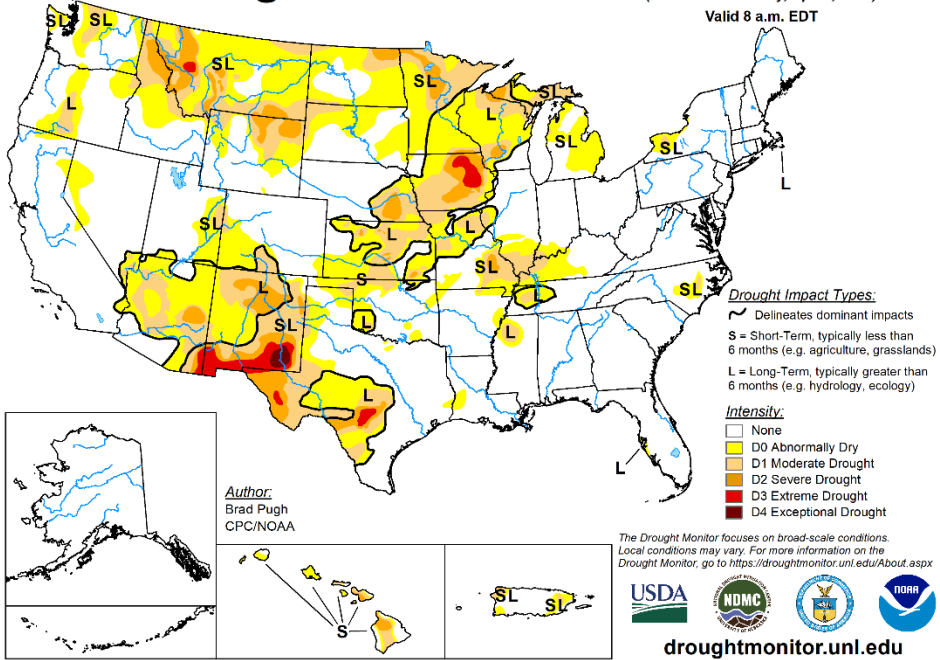 Valid 8 a.m. EDT
SL
SL
SL
SL
SL
L
L
L
SL
SL
L
SL
L
L
S
SL
L
SL
L
SL
L
L
SL
L
L
Drought Impact Types:
Delineates dominant impacts
S = Short-Term, typically less than
6 months (e.g. agriculture, grasslands)
L = Long-Term, typically greater than
6 months (e.g. hydrology, ecology)
Intensity:
None
D0 Abnormally Dry
D1 Moderate Drought
D2 Severe Drought
D3 Extreme Drought
D4 Exceptional Drought
Author:
Brad Pugh
CPC/NOAA
S
SL
SL
The Drought Monitor focuses on broad-scale conditions.
Local conditions may vary. For more information on the
Drought Monitor, go to https://droughtmonitor.unl.edu/About.aspx
USDA
NDMC
NOAA
droughtmonitor.unl.edu